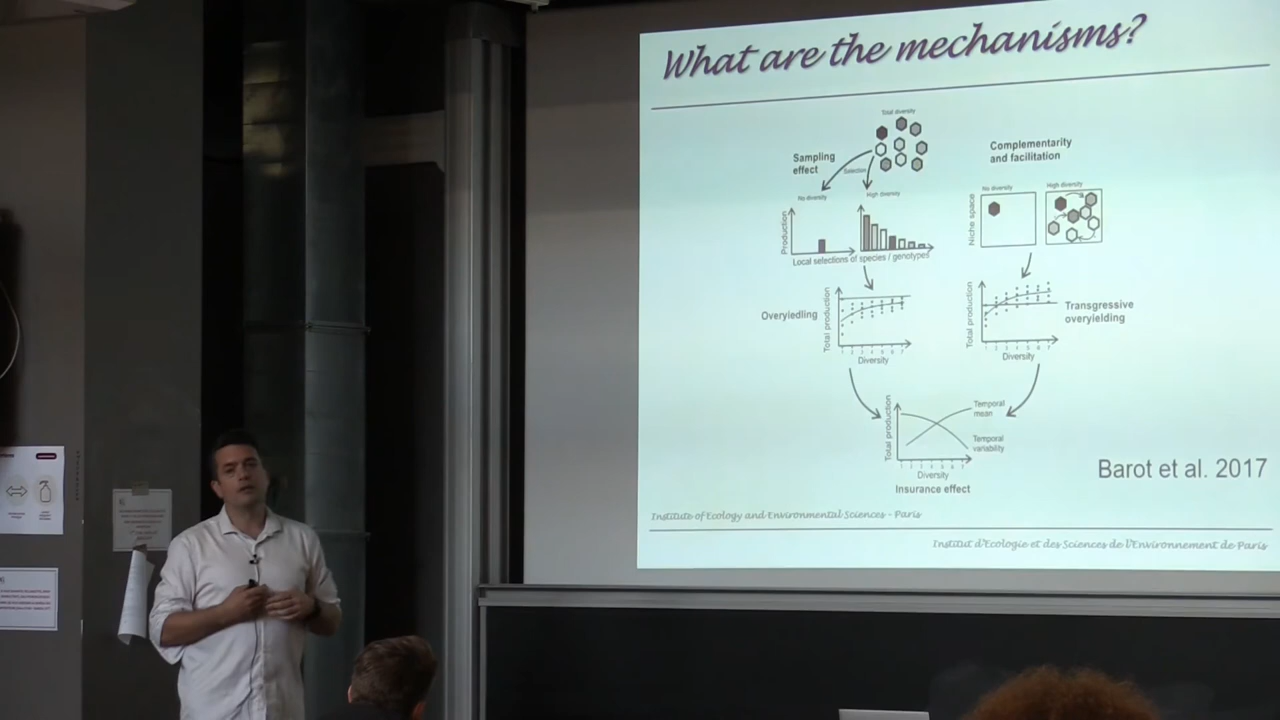 What are the mechanisms?
Total diversity
Sampling
effect
Selection
No diversity
High diversity
Production
Local selections of species / genotypes
Complementarity
and facilitation
No diversity
High diversity
Niche space
Overyiedling
Total production
Diversity
Total production
Diversity
Transgressive
overyielding
Total production
Temporal
mean
Temporal
variability
Diversity
Insurance effect
Barot et al. 2017
Institute of Ecology and Environmental Sciences - Paris
Institut d'Ecologie et des Sciences de l'Environnement de Paris